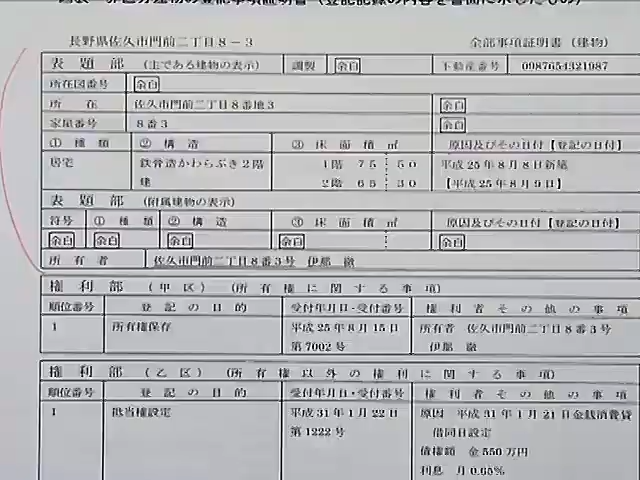 長野県佐久市門前二丁目8-3 全部事項証明書（建物）
表題部（主である建物の表示） 調製 余白 不動産番号 0987654321987
所在図番号 余白
所在 佐久市門前二丁目8番地3 余白
家屋番号 8番3 余白
①種類 ②構造 ③床面積㎡ 原因及びその日付【登記の日付】
居宅 鉄骨造かわらぶき2階 1階 75 50 平成25年8月8日新築
建 2階 65 30 【平成25年8月9日】
表題部（附属建物の表示）
符号 ①種類 ②構造 ③床面積㎡ 原因及びその日付【登記の日付】
余白 余白 余白 余白 余白
所有者 佐久市門前二丁目8番3号 伊那 徹
権利部（甲区）（所有権に関する事項）
順位番号 登記の目的 受付年月日・受付番号 権利者その他の事項
1 所有権保存 平成25年8月15日 所有者 佐久市門前二丁目8番3号
第7002号 伊那 徹
権利部（乙区）（所有権以外の権利に関する事項）
順位番号 登記の目的 受付年月日・受付番号 権利者その他の事項
1 抵当権設定 平成31年1月22日 原因 平成31年1月21日金銭消費貸
第1222号 借同日設定
債権額 金550万円
利息 月0.65%